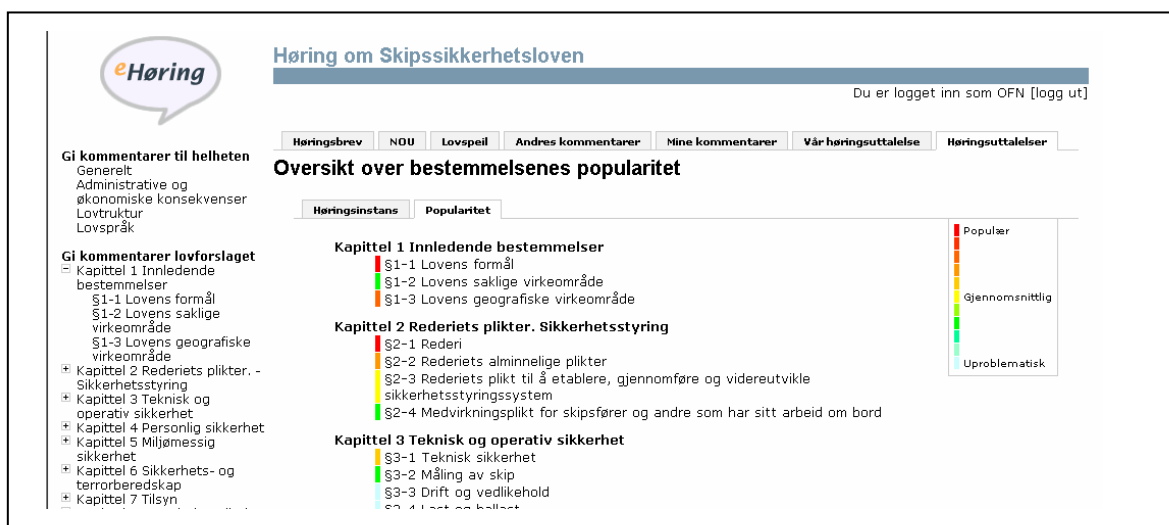 eHøring
Høring om Skipssikkerhetsloven
Du er logget inn som OFN [logg ut]
Høringsbrev NOU Lovspeil Andres kommentarer Mine kommentarer Vår høringsuttalelse Høringsuttalelser
Gi kommentarer til helheten
Generelt
Administrative og
økonomiske konsekvenser
Lovtruktur
Lovspråk
Gi kommentarer lovforslaget
Kapittel 1 Innledende
bestemmelser
§1-1 Lovens formål
§1-2 Lovens saklige
virkeområde
§1-3 Lovens geografiske
virkeområde
Kapittel 2 Rederiets plikter. -
Sikkerhetsstyring
Kapittel 3 Teknisk og
operativ sikkerhet
Kapittel 4 Personlig sikkerhet
Kapittel 5 Miljømessig
sikkerhet
Kapittel 6 Sikkerhets- og
terrorberedskap
Kapittel 7 Tilsyn
Oversikt over bestemmelsenes popularitet
Høringsinstans Popularitet
Kapittel 1 Innledende bestemmelser
§1-1 Lovens formål
§1-2 Lovens saklige virkeområde
§1-3 Lovens geografiske virkeområde
Kapittel 2 Rederiets plikter. Sikkerhetsstyring
§2-1 Rederi
§2-2 Rederiets alminnelige plikter
§2-3 Rederiets plikt til å etablere, gjennomføre og videreutvikle
sikkerhetsstyringssystem
§2-4 Medvirkningsplikt for skipsfører og andre som har sitt arbeid om bord
Kapittel 3 Teknisk og operativ sikkerhet
§3-1 Teknisk sikkerhet
§3-2 Måling av skip
§3-3 Drift og vedlikehold
Populær
Gjennomsnittlig
Uproblematisk